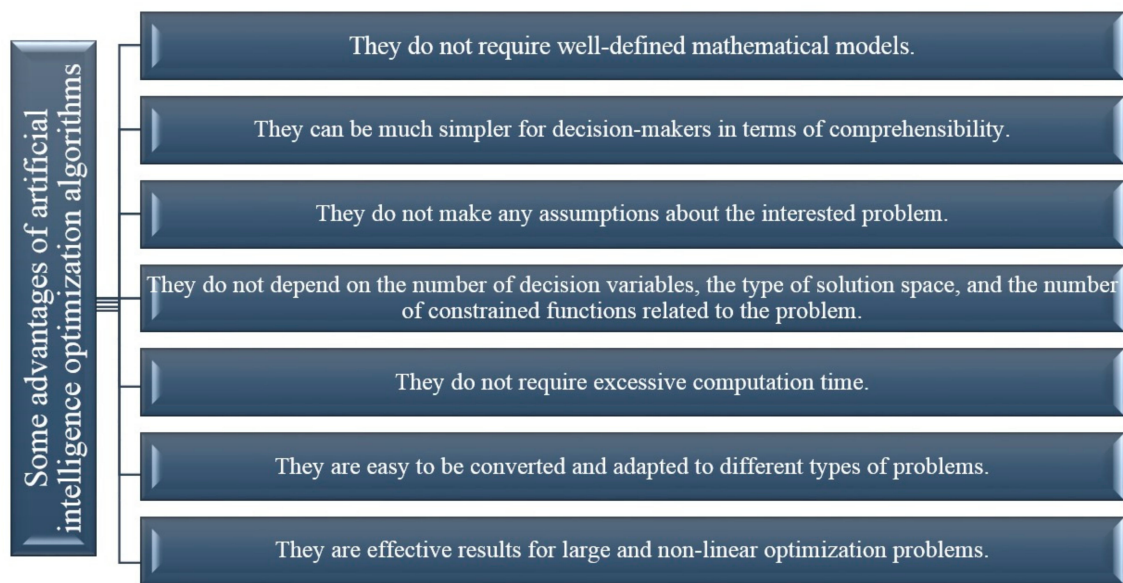 Some advantages of artificial
intelligence optimization algorithms
They do not require well-defined mathematical models.
They can be much simpler for decision-makers in terms of comprehensibility.
They do not make any assumptions about the interested problem.
They do not depend on the number of decision variables, the type of solution space, and the number
of constrained functions related to the problem.
They do not require excessive computation time.
They are easy to be converted and adapted to different types of problems.
They are effective results for large and non-linear optimization problems.